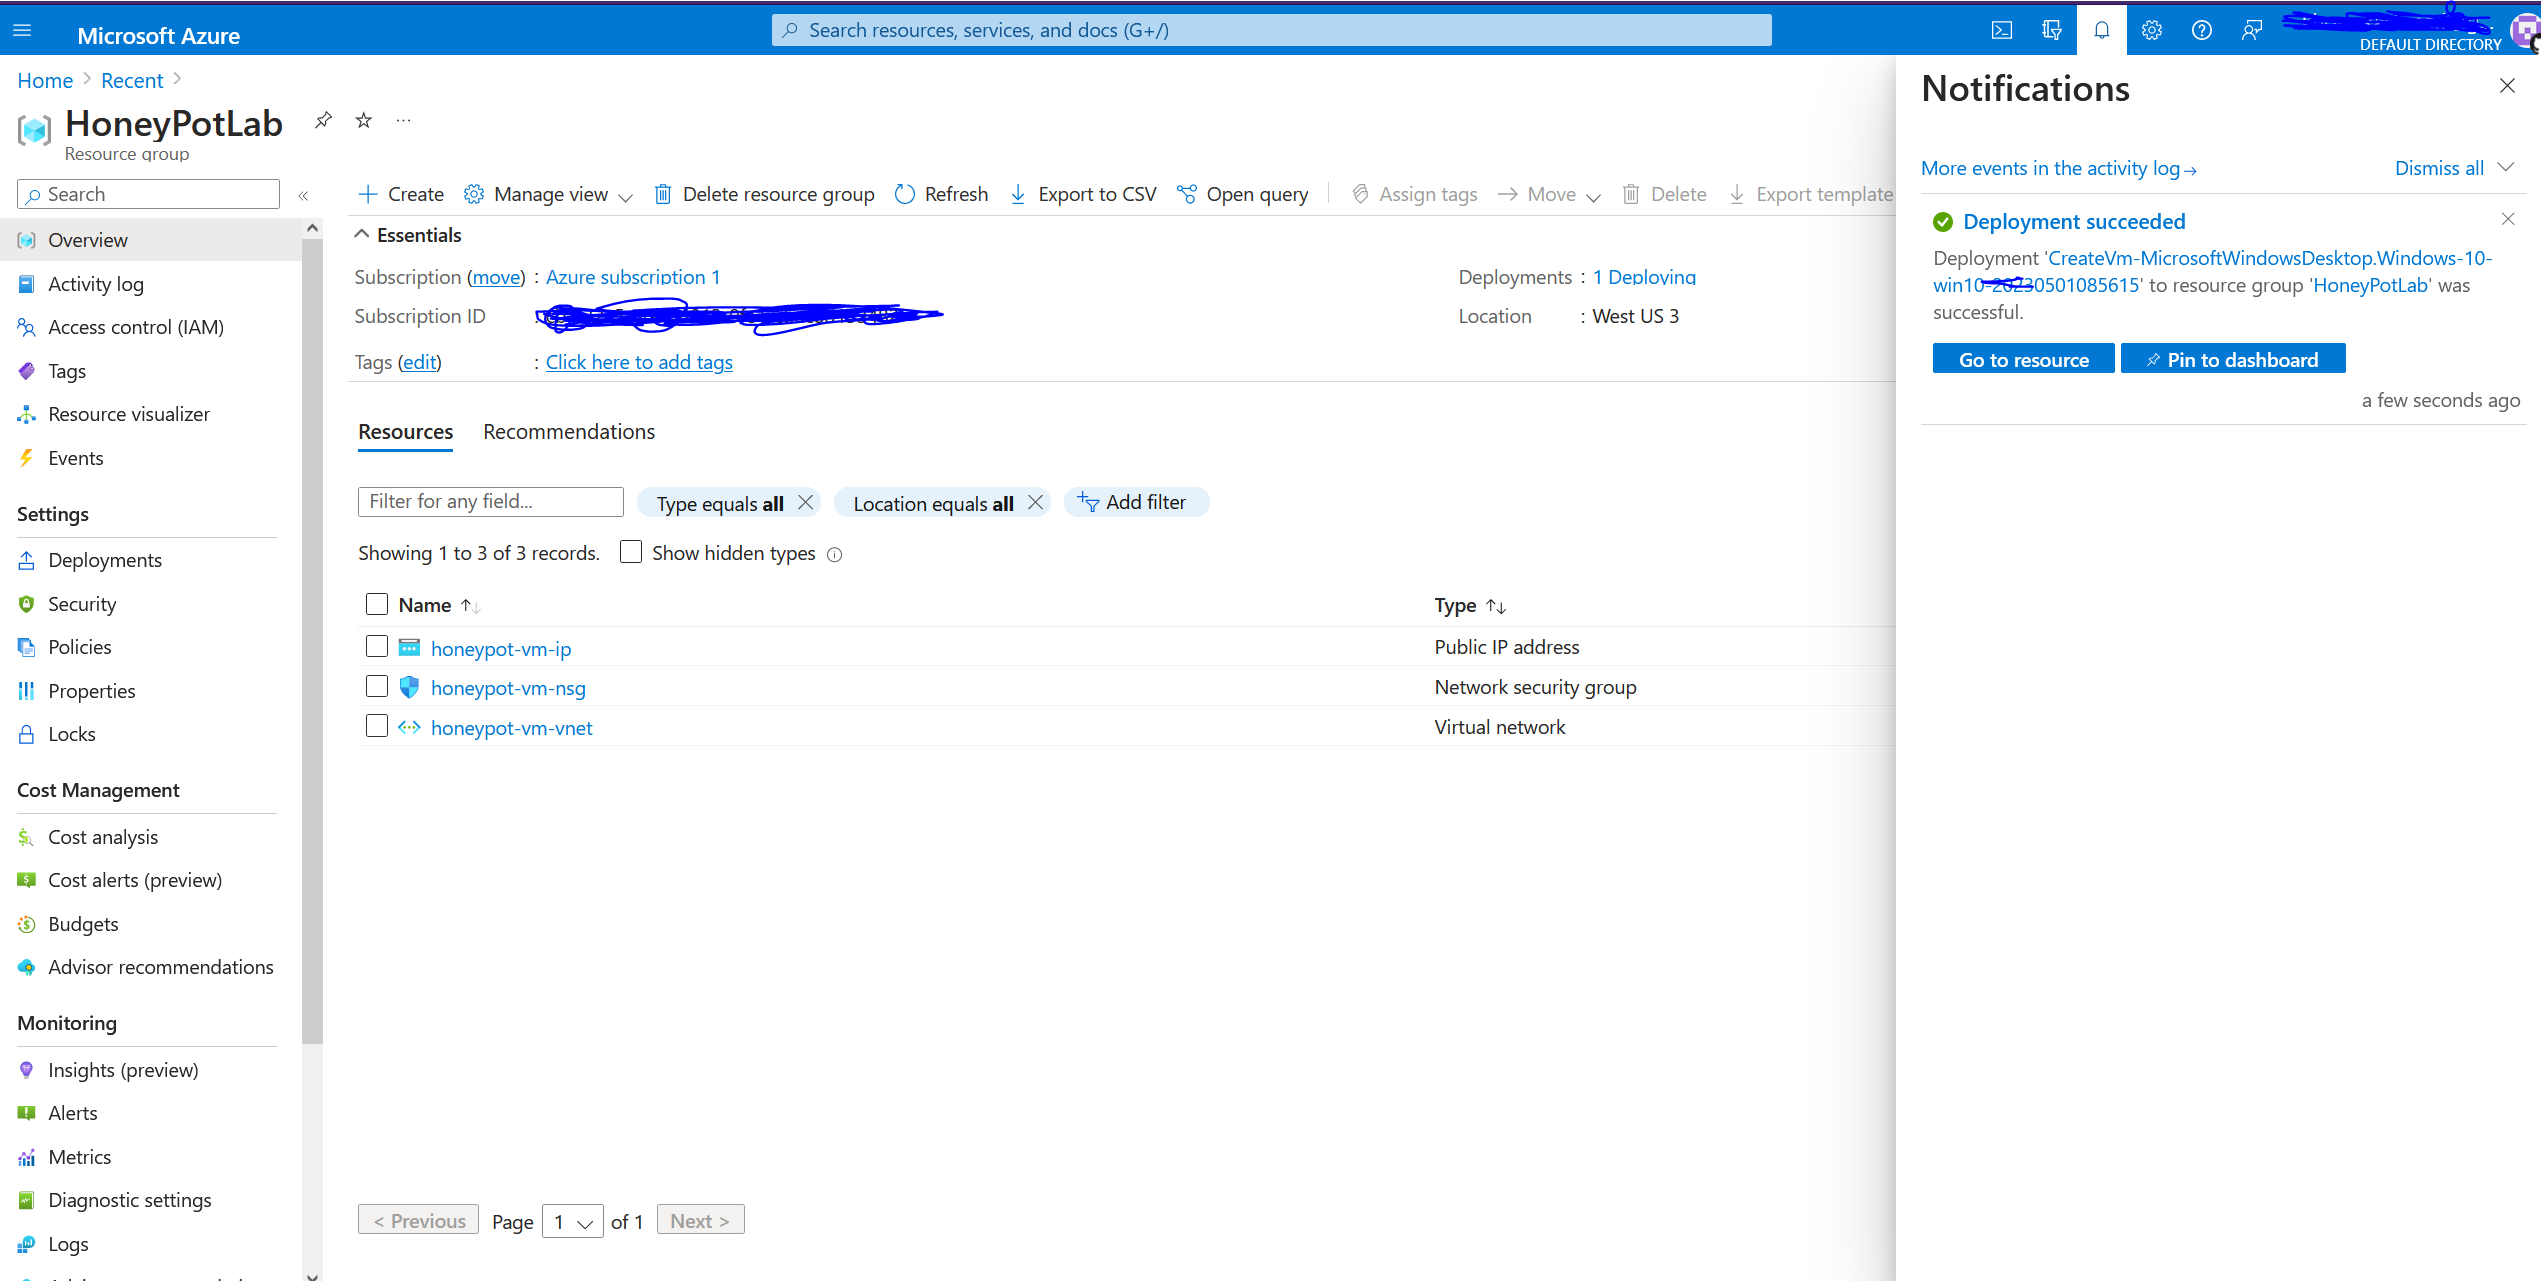 Microsoft Azure
Search resources, services, and docs (G+/)
DEFAULT DIRECTORY
Home > Recent >
HoneyPotLab
Resource group
Search
Overview
Activity log
Access control (IAM)
Tags
Resource visualizer
Events
Settings
Deployments
Security
Policies
Properties
Locks
Cost Management
Cost analysis
Cost alerts (preview)
Budgets
Advisor recommendations
Monitoring
Insights (preview)
Alerts
Metrics
Diagnostic settings
Logs
Create Manage view Delete resource group Refresh Export to CSV Open query Assign tags Move Delete Export template
Essentials
Subscription (move) : Azure subscription 1
Subscription ID :
Tags (edit) : Click here to add tags
Deployments : 1 Deploying
Location : West US 3
Resources Recommendations
Filter for any field... Type equals all Location equals all Add filter
Showing 1 to 3 of 3 records. Show hidden types
Name Type
honeypot-vm-ip Public IP address
honeypot-vm-nsg Network security group
honeypot-vm-vnet Virtual network
< Previous Page 1 of 1 Next >
Notifications
More events in the activity log → Dismiss all
Deployment succeeded
Deployment 'CreateVm-MicrosoftWindowsDesktop.Windows-10-
win10-20230501085615' to resource group 'HoneyPotLab' was
successful.
Go to resource Pin to dashboard
a few seconds ago